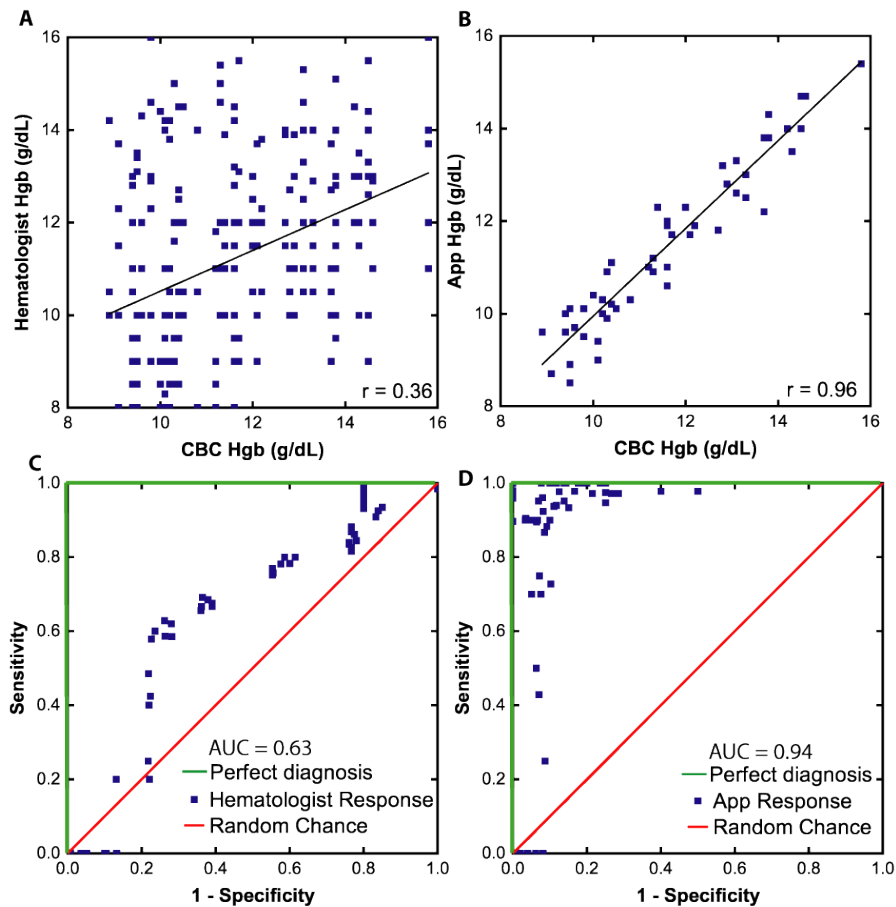 A
Hematologist Hgb (g/dL)
16
15
14
13
12
11
10
9
8
r = 0.36
8
10
12
14
16
CBC Hgb (g/dL)
B
App Hgb (g/dL)
16
14
12
10
8
r = 0.96
8
10
12
14
16
CBC Hgb (g/dL)
C
Sensitivity
1.0
0.8
0.6
0.4
0.2
0.0
AUC = 0.63
Perfect diagnosis
Hematologist Response
Random Chance
0.0
0.2
0.4
0.6
0.8
1.0
1 - Specificity
D
Sensitivity
1.0
0.8
0.6
0.4
0.2
0.0
AUC = 0.94
Perfect diagnosis
App Response
Random Chance
0.0
0.2
0.4
0.6
0.8
1.0
1 - Specificity